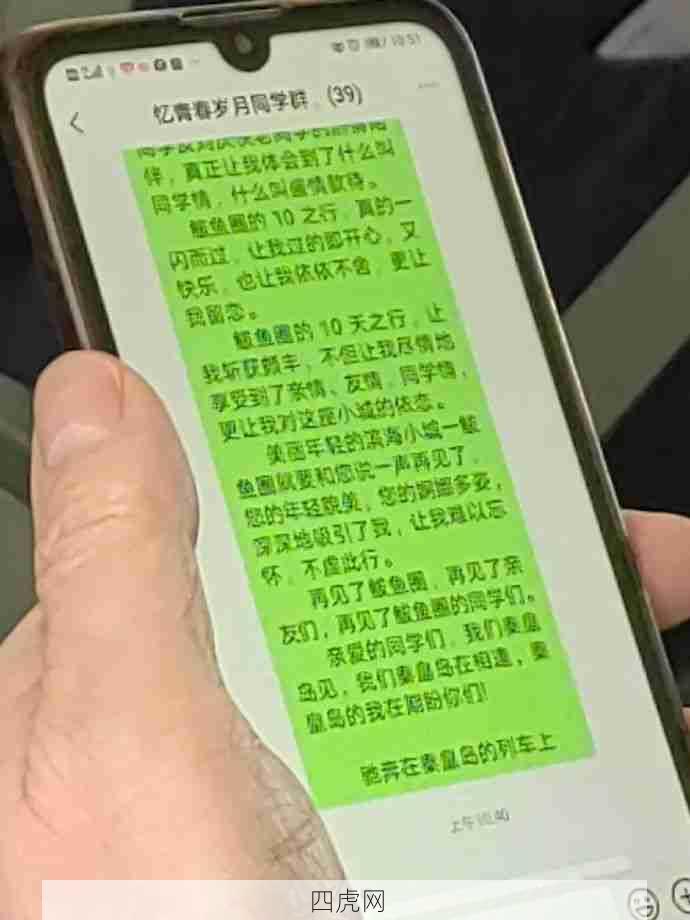 10:51
忆青春岁月同学群 (39)
伴，真正让我体会到了什么叫
同学情，什么叫盛情款待。
鲅鱼圈的 10 之行，真的一
闪而过，让我过的即开心，又
快乐，也让我依依不舍，更让
我留恋。
鲅鱼圈的 10 天之行，让
我斩获颇丰，不但让我尽情地
享受到了亲情、友情，同学情，
更让我对这座小城的依恋。
美丽年轻的滨海小城一鲅
鱼圈就要和您说一声再见了，
您的年轻貌美，您的婀娜多姿，
深深地吸引了我，让我难以忘
怀，不虚此行。
再见了鲅鱼圈，再见了亲
友们，再见了鲅鱼圈的同学们。
亲爱的同学们，我们秦皇
岛见，我们秦皇岛在相逢，秦
皇岛的我在期盼你们！
驰奔在秦皇岛的列车上
上午10:40
四虎网